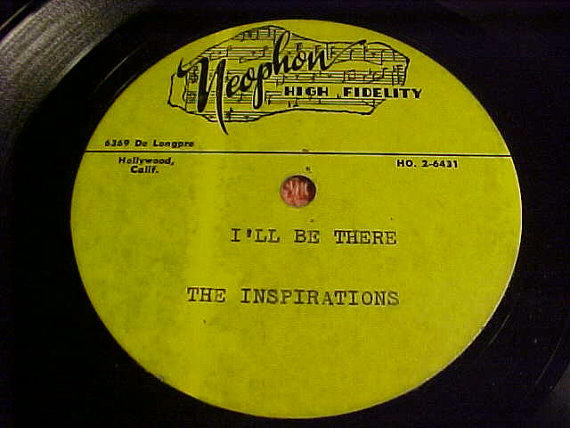 Neophon
HIGH FIDELITY
6369 De Longpre
Hollywood,
Calif.
HO. 2-6431
I'LL BE THERE
THE INSPIRATIONS